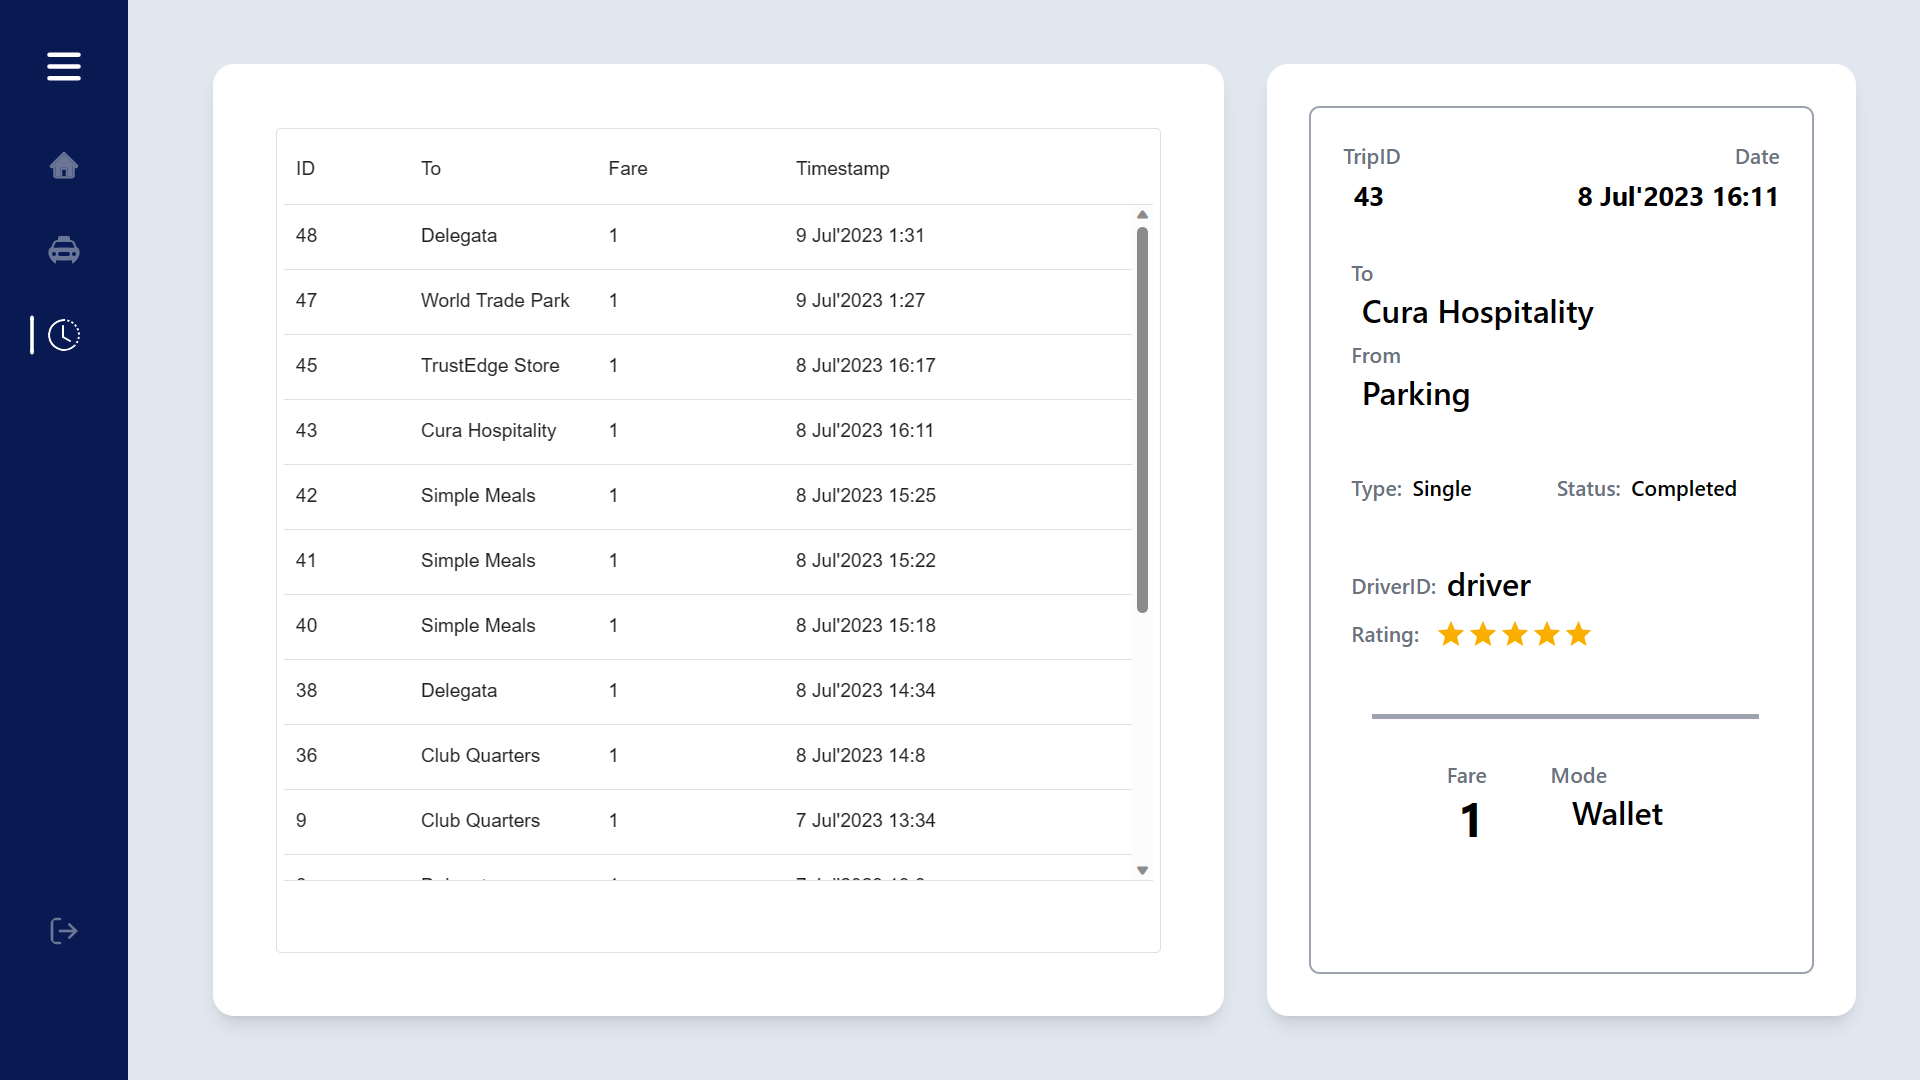 ID To Fare Timestamp
48 Delegata 1 9 Jul'2023 1:31
47 World Trade Park 1 9 Jul'2023 1:27
45 TrustEdge Store 1 8 Jul'2023 16:17
43 Cura Hospitality 1 8 Jul'2023 16:11
42 Simple Meals 1 8 Jul'2023 15:25
41 Simple Meals 1 8 Jul'2023 15:22
40 Simple Meals 1 8 Jul'2023 15:18
38 Delegata 1 8 Jul'2023 14:34
36 Club Quarters 1 8 Jul'2023 14:8
9 Club Quarters 1 7 Jul'2023 13:34
TripID Date
43 8 Jul'2023 16:11
To
Cura Hospitality
From
Parking
Type: Single Status: Completed
DriverID: driver
Rating:
Fare Mode
1 Wallet